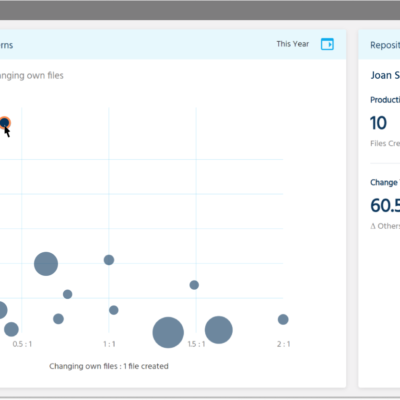 rns
This Year
nging own files
0.5 : 1
1 : 1
1.5 : 1
2 : 1
Changing own files : 1 file created
Reposit
Joan S
Producti
10
Files Cre
Change
60.5
Δ Others